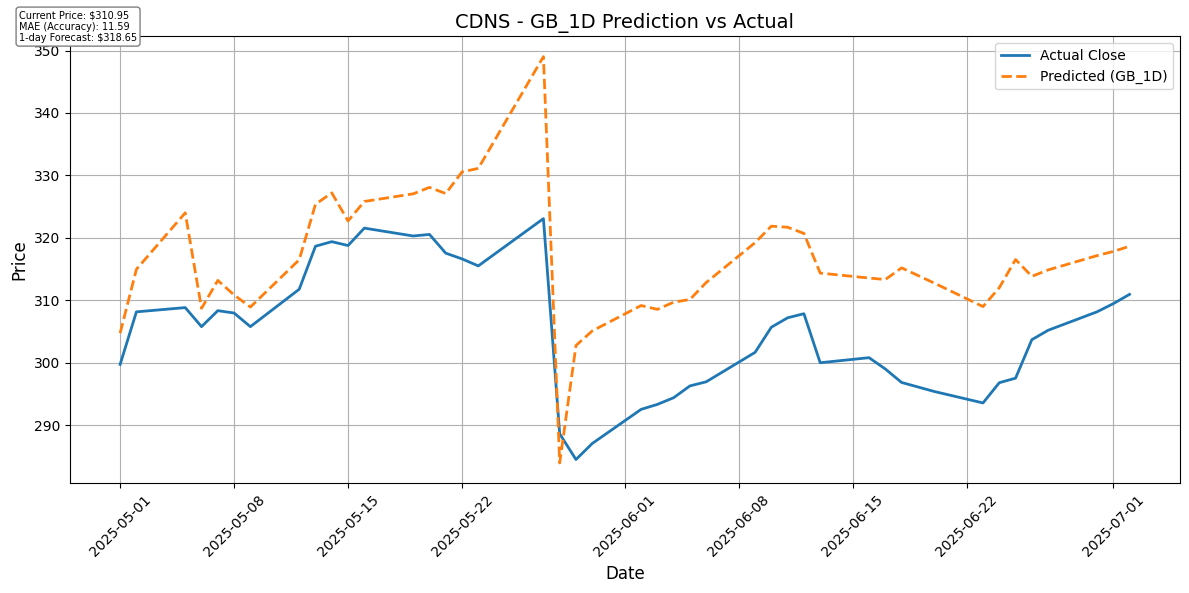 CDNS - GB_1D Prediction vs Actual
Current Price: $310.95
MAE (Accuracy): 11.59
1-day Forecast: $318.65
Actual Close
Predicted (GB_1D)
Price
350
340
330
320
310
300
290
2025-05-01
2025-05-08
2025-05-15
2025-05-22
2025-06-01
2025-06-08
2025-06-15
2025-06-22
2025-07-01
Date